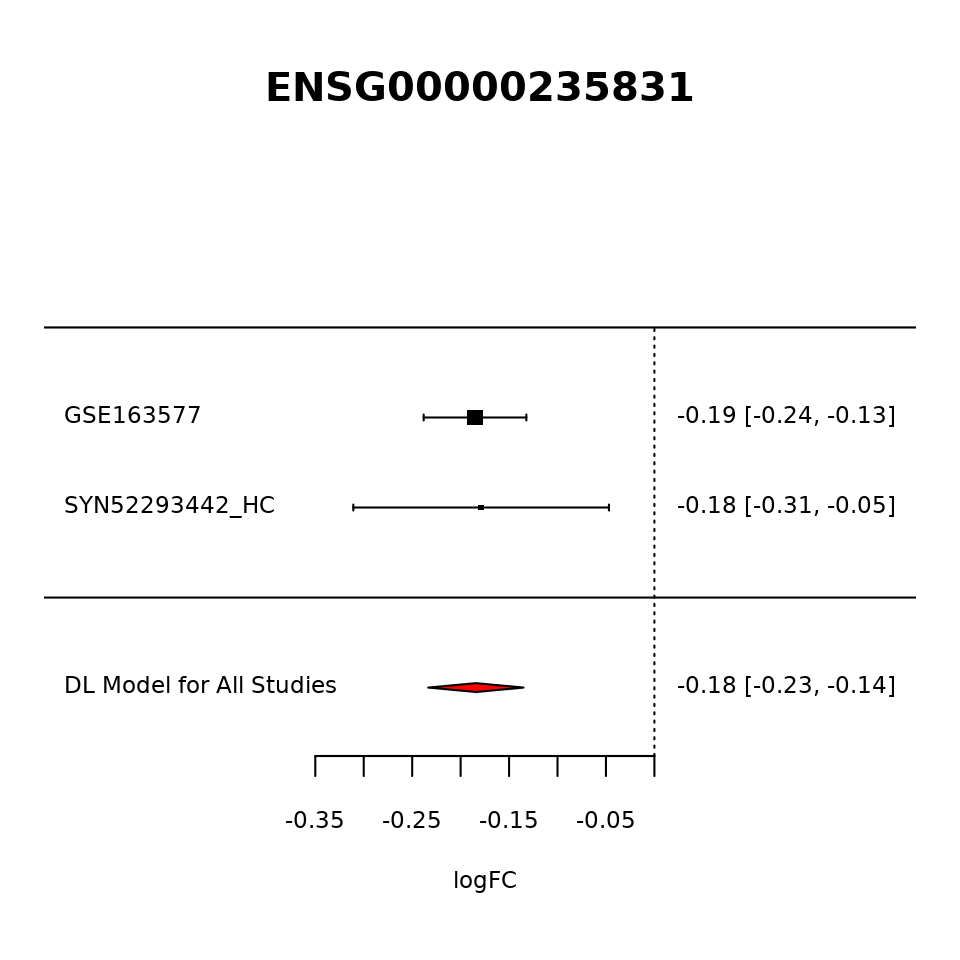 ENSG00000235831
GSE163577 -0.19 [-0.24, -0.13]
SYN52293442_HC -0.18 [-0.31, -0.05]
DL Model for All Studies -0.18 [-0.23, -0.14]
-0.35 -0.25 -0.15 -0.05
logFC